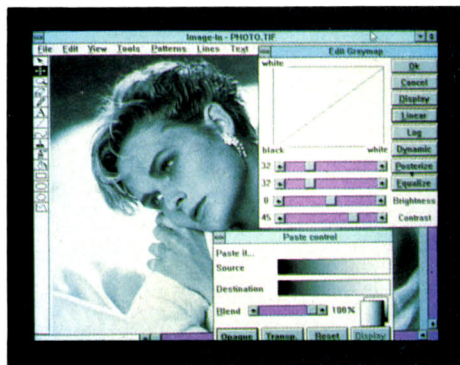 Image-In - PHOTO.TIF
File Edit View Tools Patterns Lines Text
Edit Greymap
white
black white
Ok
Cancel
Display
Linear
Log
Dynamic
32 Posterize
32 Equalize
0 Brightness
45 Contrast
Paste control
Paste if...
Source
Destination
Blend 100%
Opaque Transp. Reset Display